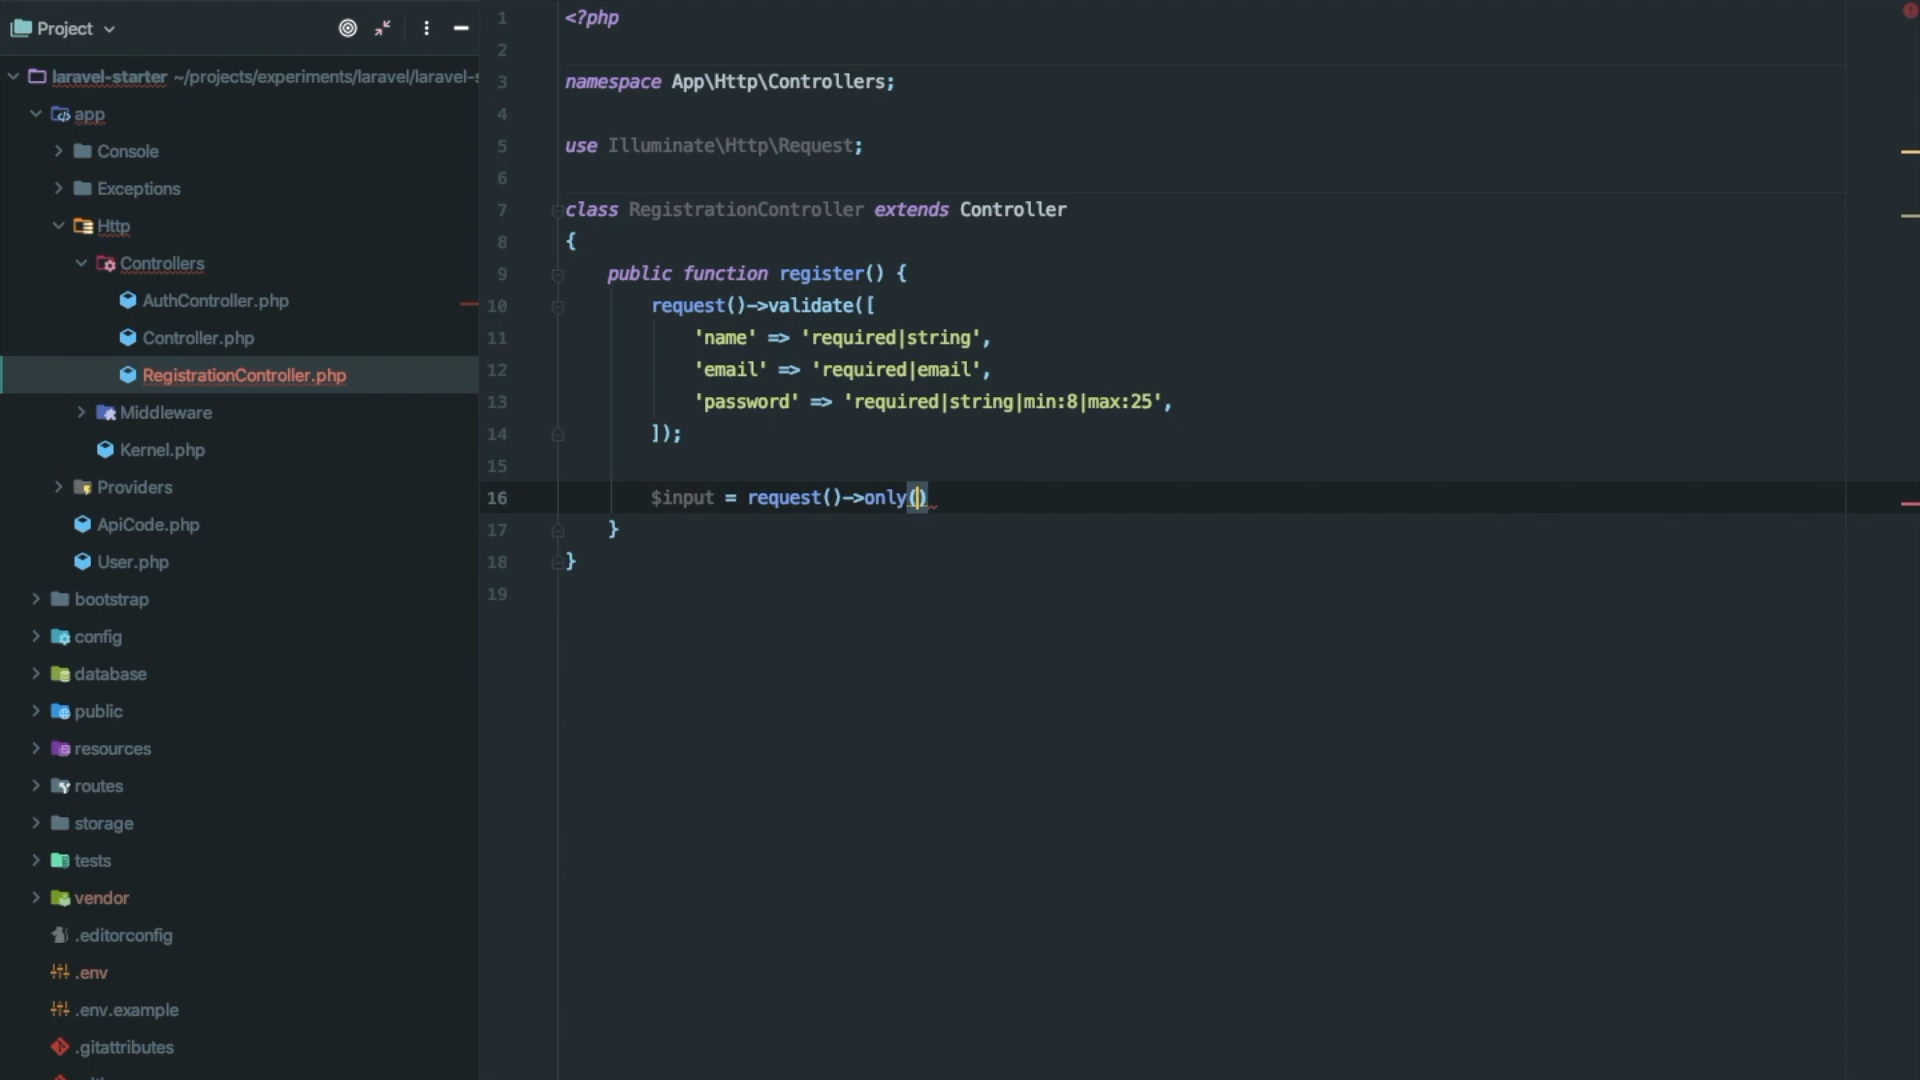 Project
laravel-starter ~/projects/experiments/laravel/laravel-s
app
Console
Exceptions
Http
Controllers
AuthController.php
Controller.php
RegistrationController.php
Middleware
Kernel.php
Providers
ApiCode.php
User.php
bootstrap
config
database
public
resources
routes
storage
tests
vendor
.editorconfig
.env
.env.example
.gitattributes
1 <?php
2
3 namespace App\Http\Controllers;
4
5 use Illuminate\Http\Request;
6
7 class RegistrationController extends Controller
8 {
9 public function register() {
10 request()->validate([
11 'name' => 'required|string',
12 'email' => 'required|email',
13 'password' => 'required|string|min:8|max:25',
14 ]);
15
16 $input = request()->only()
17 }
18 }
19